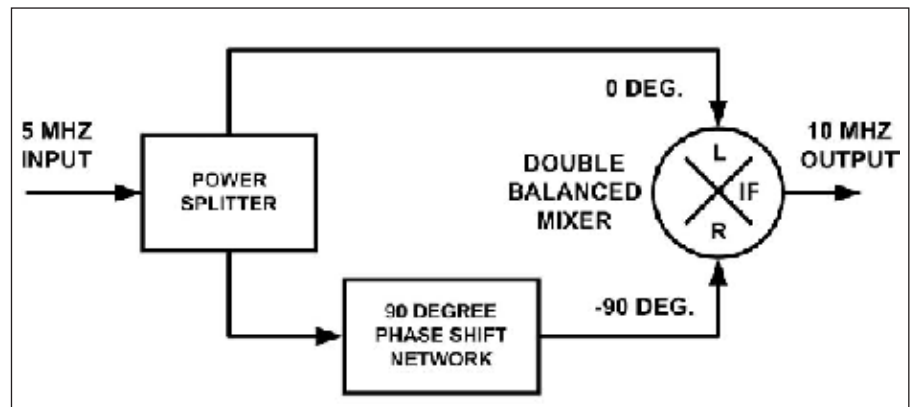 0 DEG.
5 MHZ
INPUT
POWER
SPLITTER
DOUBLE
BALANCED
MIXER
L
IF
R
10 MHZ
OUTPUT
90 DEGREE
PHASE SHIFT
NETWORK
-90 DEG.